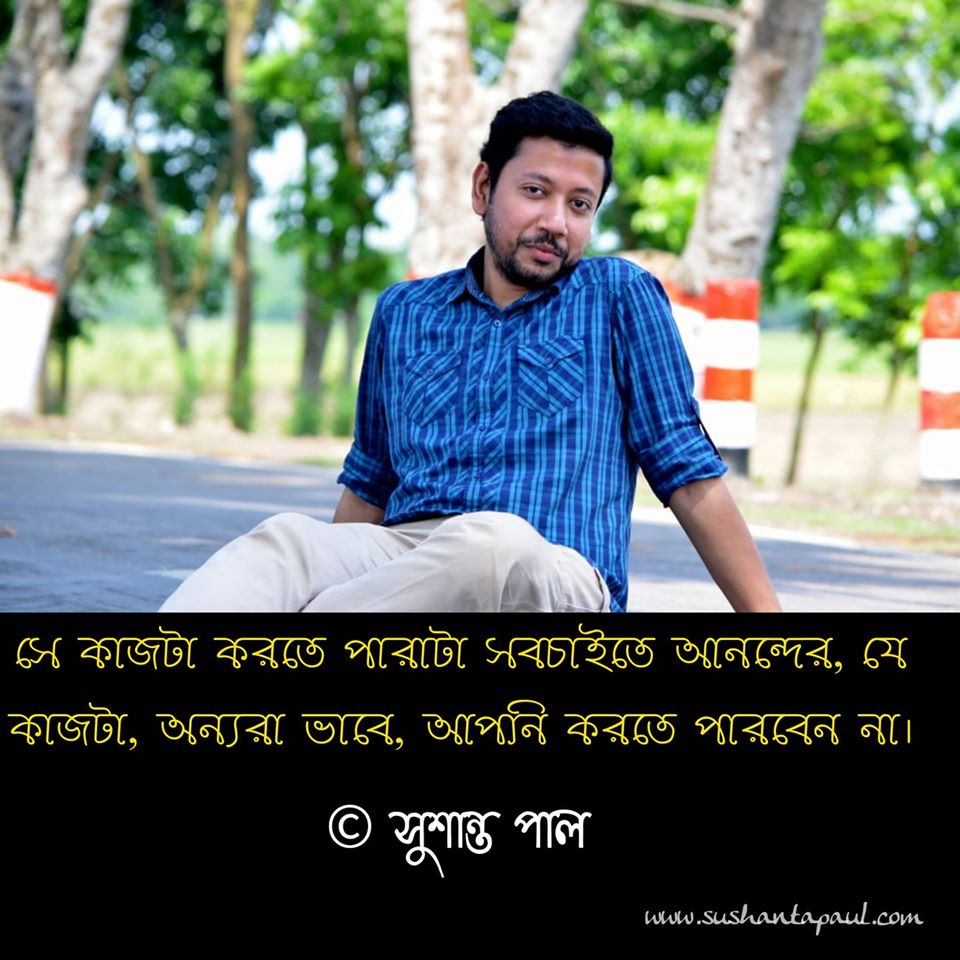 সে কাজটা করতে পারাটা সবচাইতে আনন্দের, যে
কাজটা, অন্যরা ভাবে, আপনি করতে পারবেন না।
© সুশান্ত পাল
www.sushantapaul.com